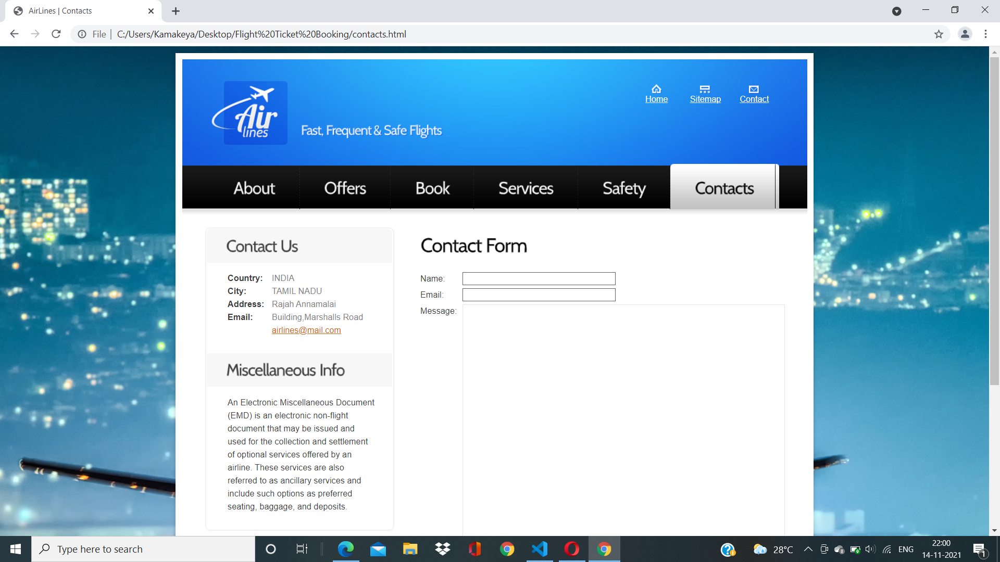 AirLines | Contacts
File | C:/Users/Kamakeya/Desktop/Flight%20Ticket%20Booking/contacts.html
Air
lines
Fast, Frequent & Safe Flights
Home Sitemap Contact
About Offers Book Services Safety Contacts
Contact Us
Country: INDIA
City: TAMIL NADU
Address: Rajah Annamalai
Email: Building,Marshalls Road
airlines@mail.com
Miscellaneous Info
An Electronic Miscellaneous Document
(EMD) is an electronic non-flight
document that may be issued and
used for the collection and settlement
of optional services offered by an
airline. These services are also
referred to as ancillary services and
include such options as preferred
seating, baggage, and deposits.
Contact Form
Name:
Email:
Message:
Type here to search
28°C
ENG
22:00
14-11-2021
1